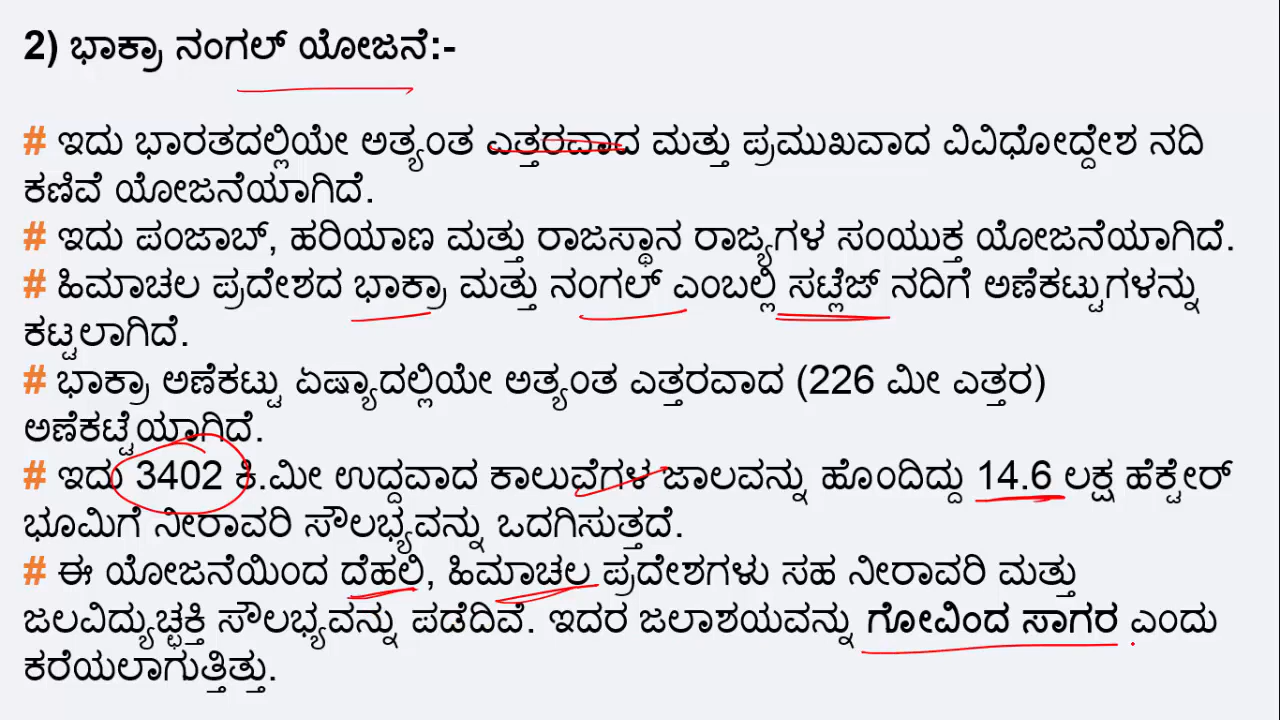 2) ಭಾಕ್ರಾ ನಂಗಲ್ ಯೋಜನೆ:-
# ಇದು ಭಾರತದಲ್ಲಿಯೇ ಅತ್ಯಂತ ಎತ್ತರವಾದ ಮತ್ತು ಪ್ರಮುಖವಾದ ವಿವಿಧೋದ್ದೇಶ ನದಿ
ಕಣಿವೆ ಯೋಜನೆಯಾಗಿದೆ.
# ಇದು ಪಂಜಾಬ್, ಹರಿಯಾಣ ಮತ್ತು ರಾಜಸ್ಥಾನ ರಾಜ್ಯಗಳ ಸಂಯುಕ್ತ ಯೋಜನೆಯಾಗಿದೆ.
# ಹಿಮಾಚಲ ಪ್ರದೇಶದ ಭಾಕ್ರಾ ಮತ್ತು ನಂಗಲ್ ಎಂಬಲ್ಲಿ ಸಟ್ಲೆಜ್ ನದಿಗೆ ಅಣೆಕಟ್ಟುಗಳನ್ನು
ಕಟ್ಟಲಾಗಿದೆ.
# ಭಾಕ್ರಾ ಅಣೆಕಟ್ಟು ಏಷ್ಯಾದಲ್ಲಿಯೇ ಅತ್ಯಂತ ಎತ್ತರವಾದ (226 ಮೀ ಎತ್ತರ)
ಅಣೆಕಟ್ಟೆಯಾಗಿದೆ.
# ಇದು 3402 ಕಿ.ಮೀ ಉದ್ದವಾದ ಕಾಲುವೆಗಳ ಜಾಲವನ್ನು ಹೊಂದಿದ್ದು 14.6 ಲಕ್ಷ ಹೆಕ್ಟೇರ್
ಭೂಮಿಗೆ ನೀರಾವರಿ ಸೌಲಭ್ಯವನ್ನು ಒದಗಿಸುತ್ತದೆ.
# ಈ ಯೋಜನೆಯಿಂದ ದೆಹಲಿ, ಹಿಮಾಚಲ ಪ್ರದೇಶಗಳು ಸಹ ನೀರಾವರಿ ಮತ್ತು
ಜಲವಿದ್ಯುಚ್ಛಕ್ತಿ ಸೌಲಭ್ಯವನ್ನು ಪಡೆದಿವೆ. ಇದರ ಜಲಾಶಯವನ್ನು ಗೋವಿಂದ ಸಾಗರ ಎಂದು
ಕರೆಯಲಾಗುತ್ತಿತ್ತು.